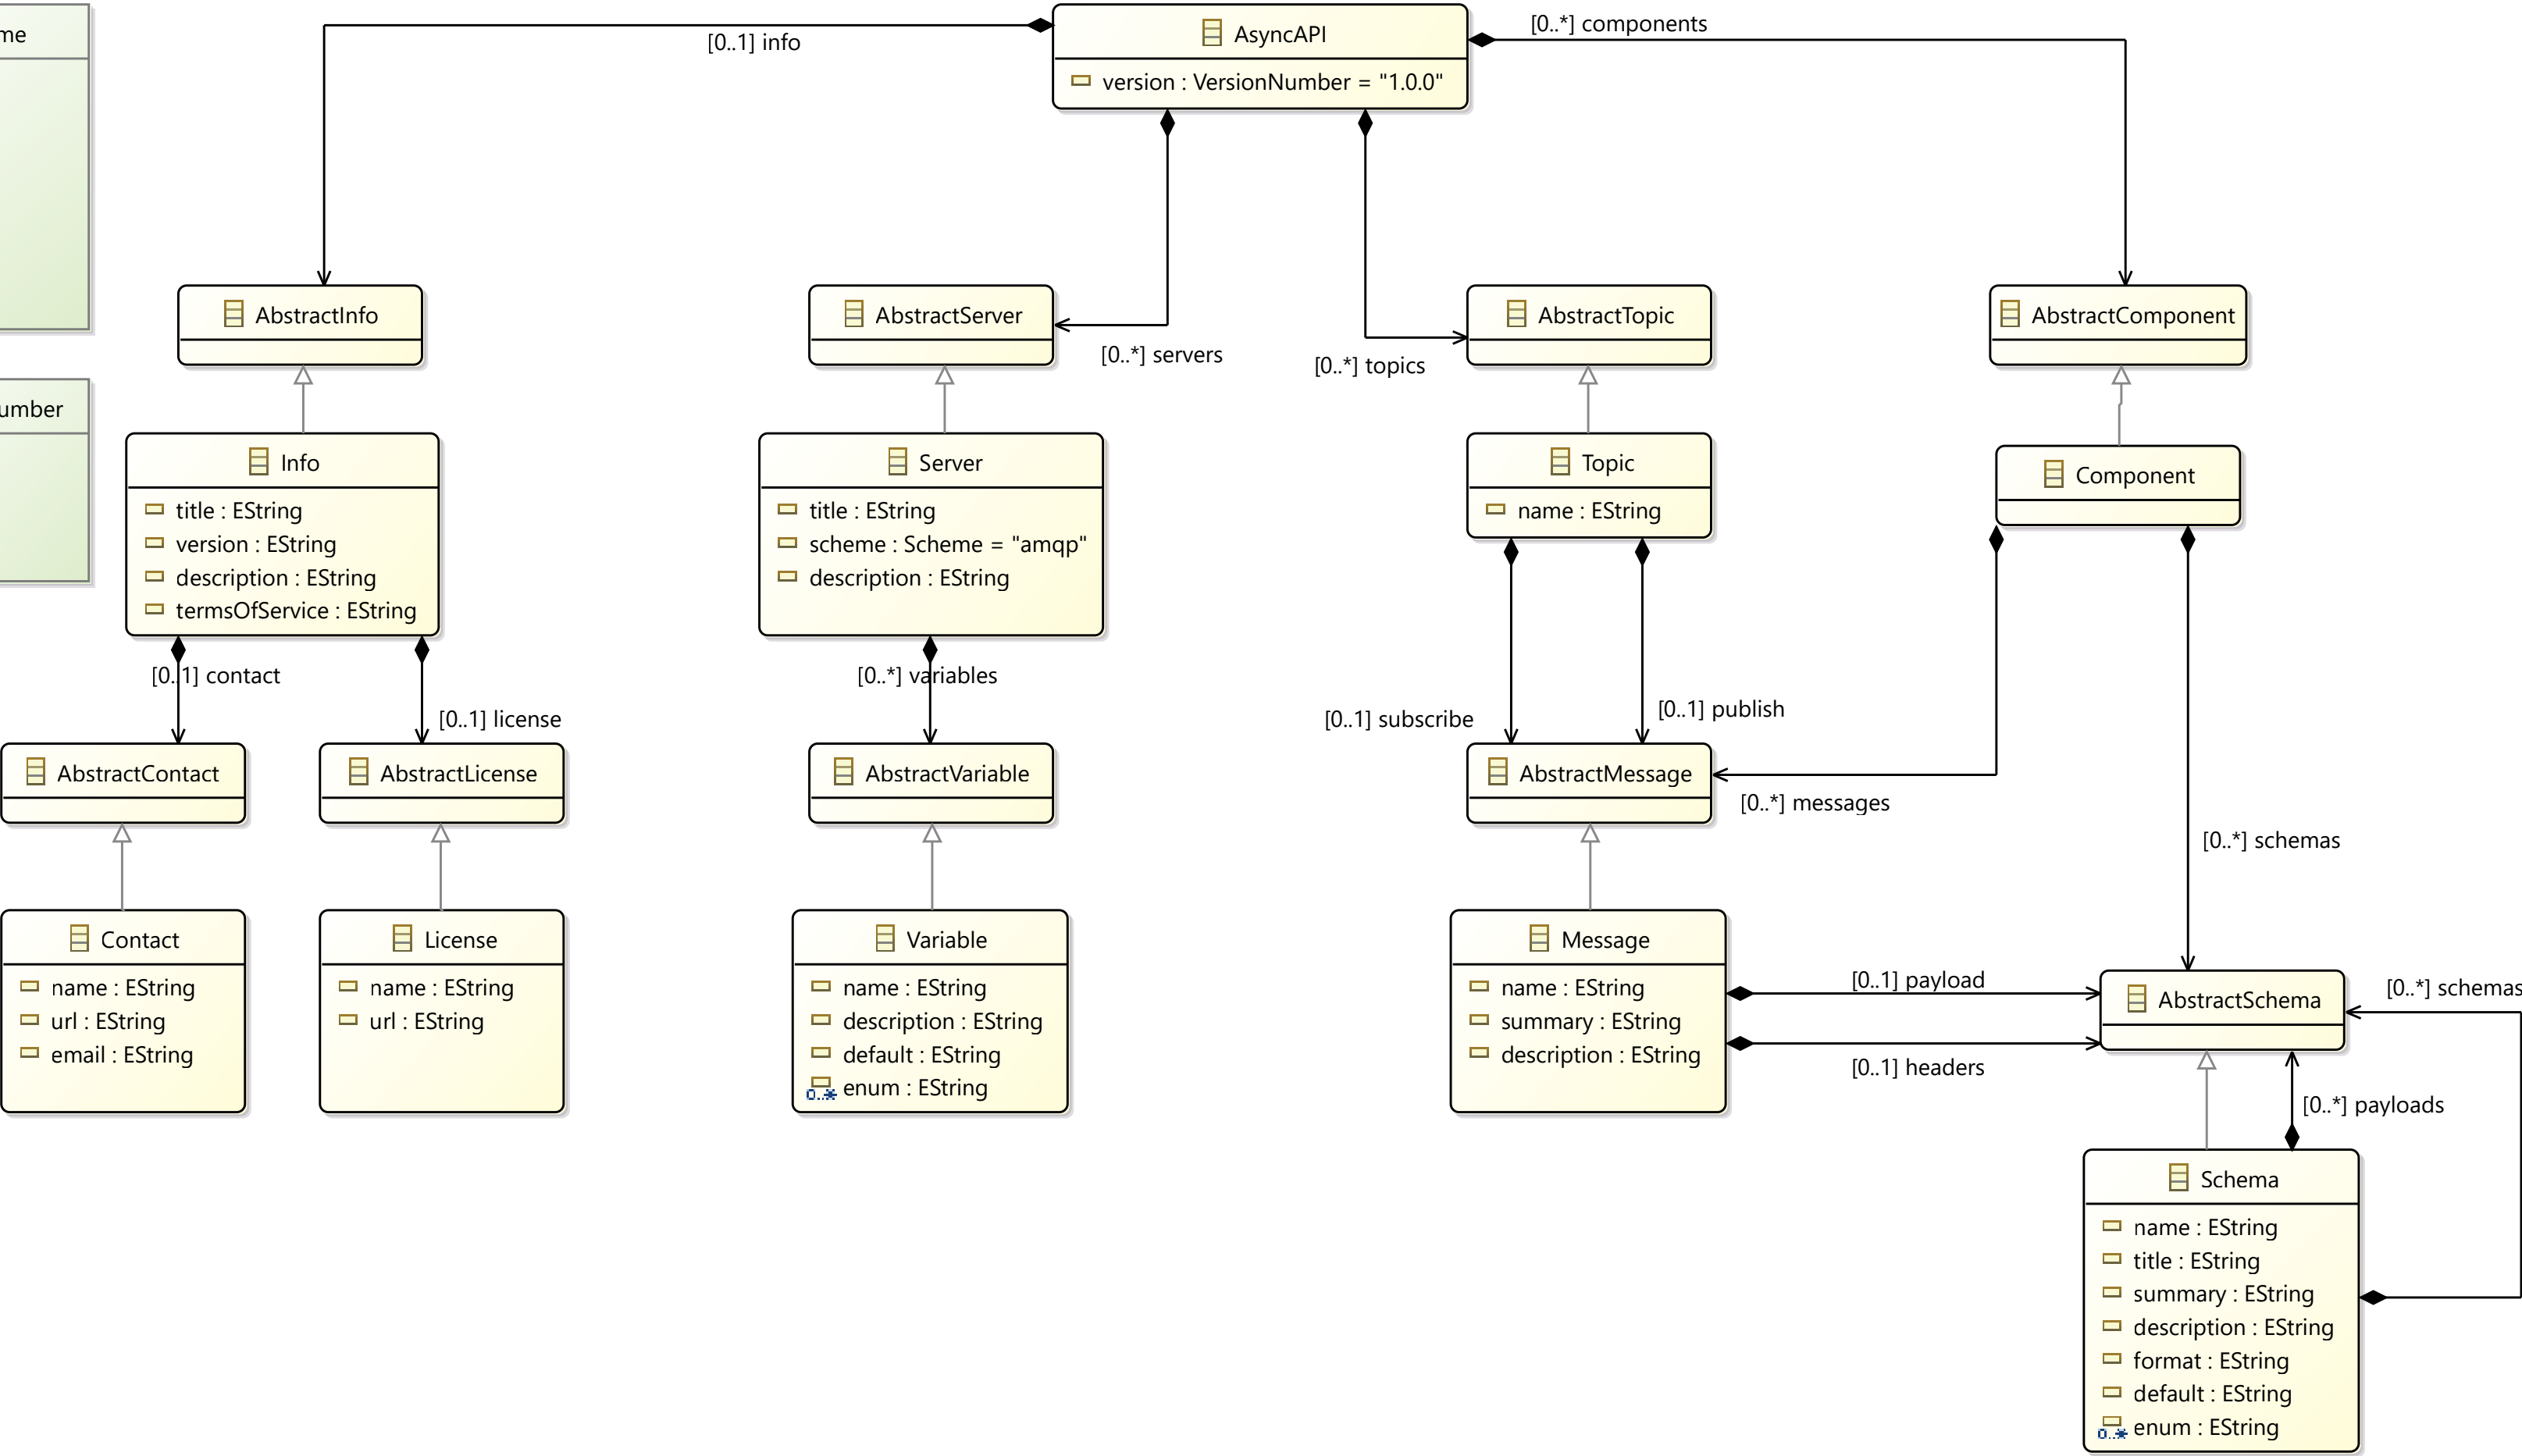 AsyncAPI
version : VersionNumber = "1.0.0"
[0..1] info
[0..*] components
[0..*] servers
[0..*] topics
me
umber
AbstractInfo
AbstractServer
AbstractTopic
AbstractComponent
Info
title : EString
version : EString
description : EString
termsOfService : EString
Server
title : EString
scheme : Scheme = "amqp"
description : EString
Topic
name : EString
Component
[0..1] contact
[0..1] license
[0..*] variables
[0..1] subscribe
[0..1] publish
[0..*] messages
[0..*] schemas
AbstractContact
AbstractLicense
AbstractVariable
AbstractMessage
Contact
name : EString
url : EString
email : EString
License
name : EString
url : EString
Variable
name : EString
description : EString
default : EString
0..* enum : EString
Message
name : EString
summary : EString
description : EString
[0..1] payload
[0..1] headers
AbstractSchema
[0..*] schemas
[0..*] payloads
Schema
name : EString
title : EString
summary : EString
description : EString
format : EString
default : EString
0..* enum : EString